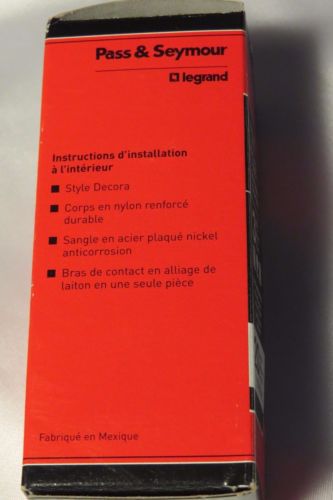 Pass & Seymour
legrand
Instructions d'installation
à l'intérieur
Style Decora
Corps en nylon renforcé
durable
Sangle en acier plaqué nickel
anticorrosion
Bras de contact en alliage de
laiton en une seule pièce
Fabriqué en Mexique